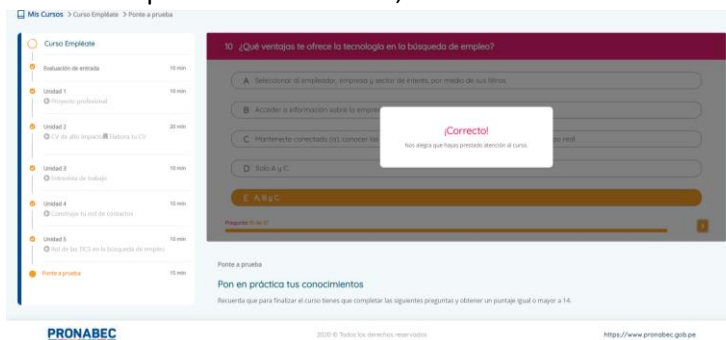 Mis Cursos > Curso Empléate > Ponte a prueba
Curso Empléate
Evaluación de entrada 10 min
Unidad 1 10 min
Proyecto profesional
Unidad 2 20 min
CV de alto impacto Elabora tu CV
Unidad 3 10 min
Entrevista de trabajo
Unidad 4 10 min
Construye tu red de contactos
Unidad 5 10 min
Rol de las TICS en la búsqueda de empleo
Ponte a prueba 15 min
10 ¿Qué ventajas te ofrece la tecnología en la búsqueda de empleo?
A Seleccionar al empleador, empresa y sector de interés, por medio de sus filtros.
B Acceder a información sobre la empre
C Mantenerte conectado (a), conocer las
real
D Solo A y C.
E A, B y C.
Pregunta 10 de 10
¡Correcto!
Nos alegra que hayas prestado atención al curso.
Ponte a prueba
Pon en práctica tus conocimientos
Recuerda que para finalizar el curso tienes que completar las siguientes preguntas y obtener un puntaje igual o mayor a 14.
PRONABEC
2020 © Todos los derechos reservados
https://www.pronabec.gob.pe